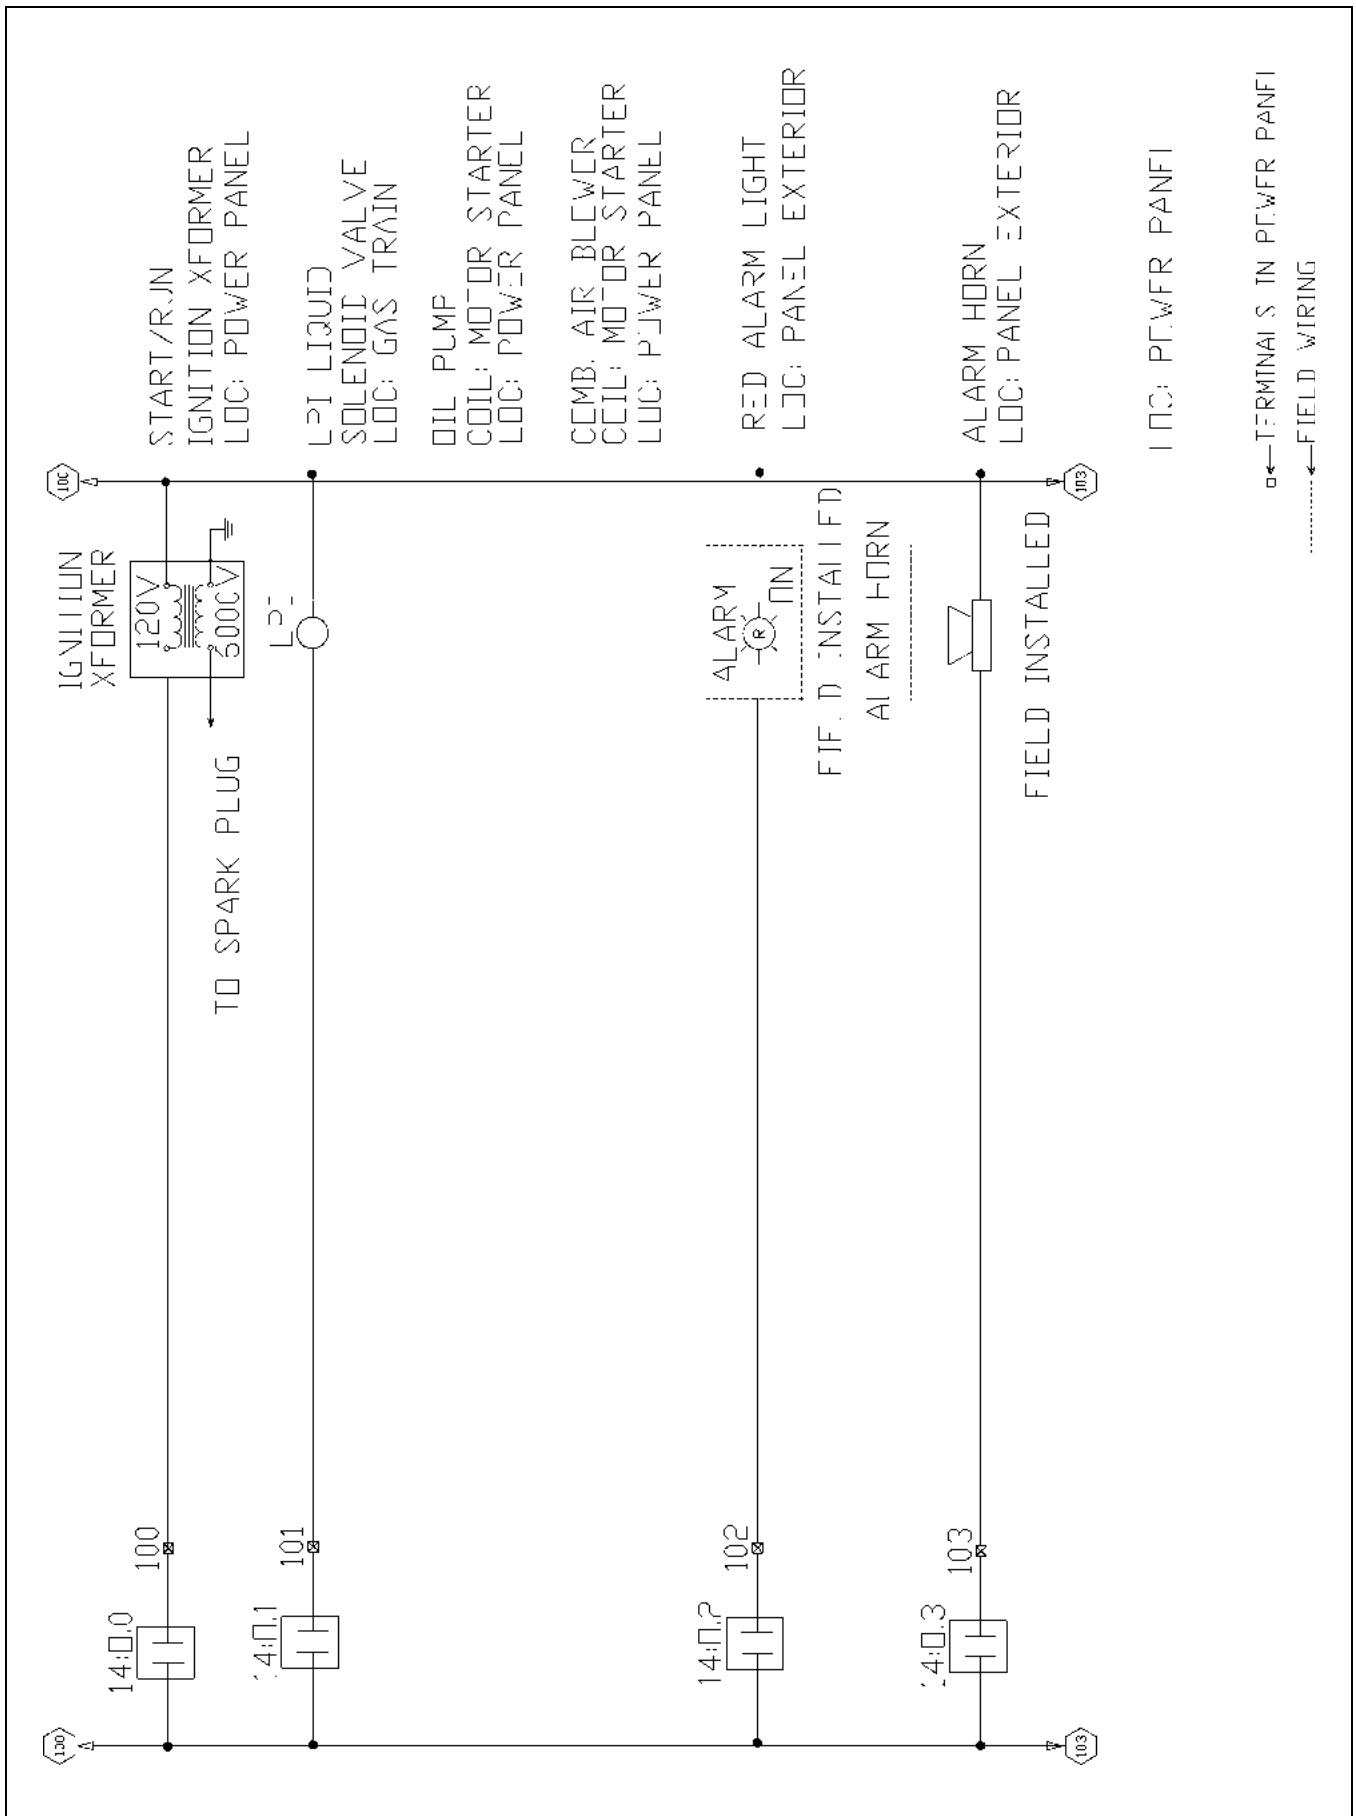 100
14:0.0
100
TO SPARK PLUG
IGNITION
XFORMER
120V
6000V
START/RUN
IGNITION XFORMER
LOC: POWER PANEL
14:0.1
101
LPI
LPI LIQUID
SOLENOID VALVE
LOC: GAS TRAIN
OIL PUMP
COIL: MOTOR STARTER
LOC: POWER PANEL
COMB. AIR BLOWER
COIL: MOTOR STARTER
LOC: POWER PANEL
14:0.2
102
ALARM
R
ON
RED ALARM LIGHT
LOC: PANEL EXTERIOR
FIELD INSTALLED
ALARM HORN
14:0.3
103
ALARM HORN
LOC: PANEL EXTERIOR
FIELD INSTALLED
103
103
LOC: POWER PANEL
TERMINALS IN POWER PANEL
FIELD WIRING